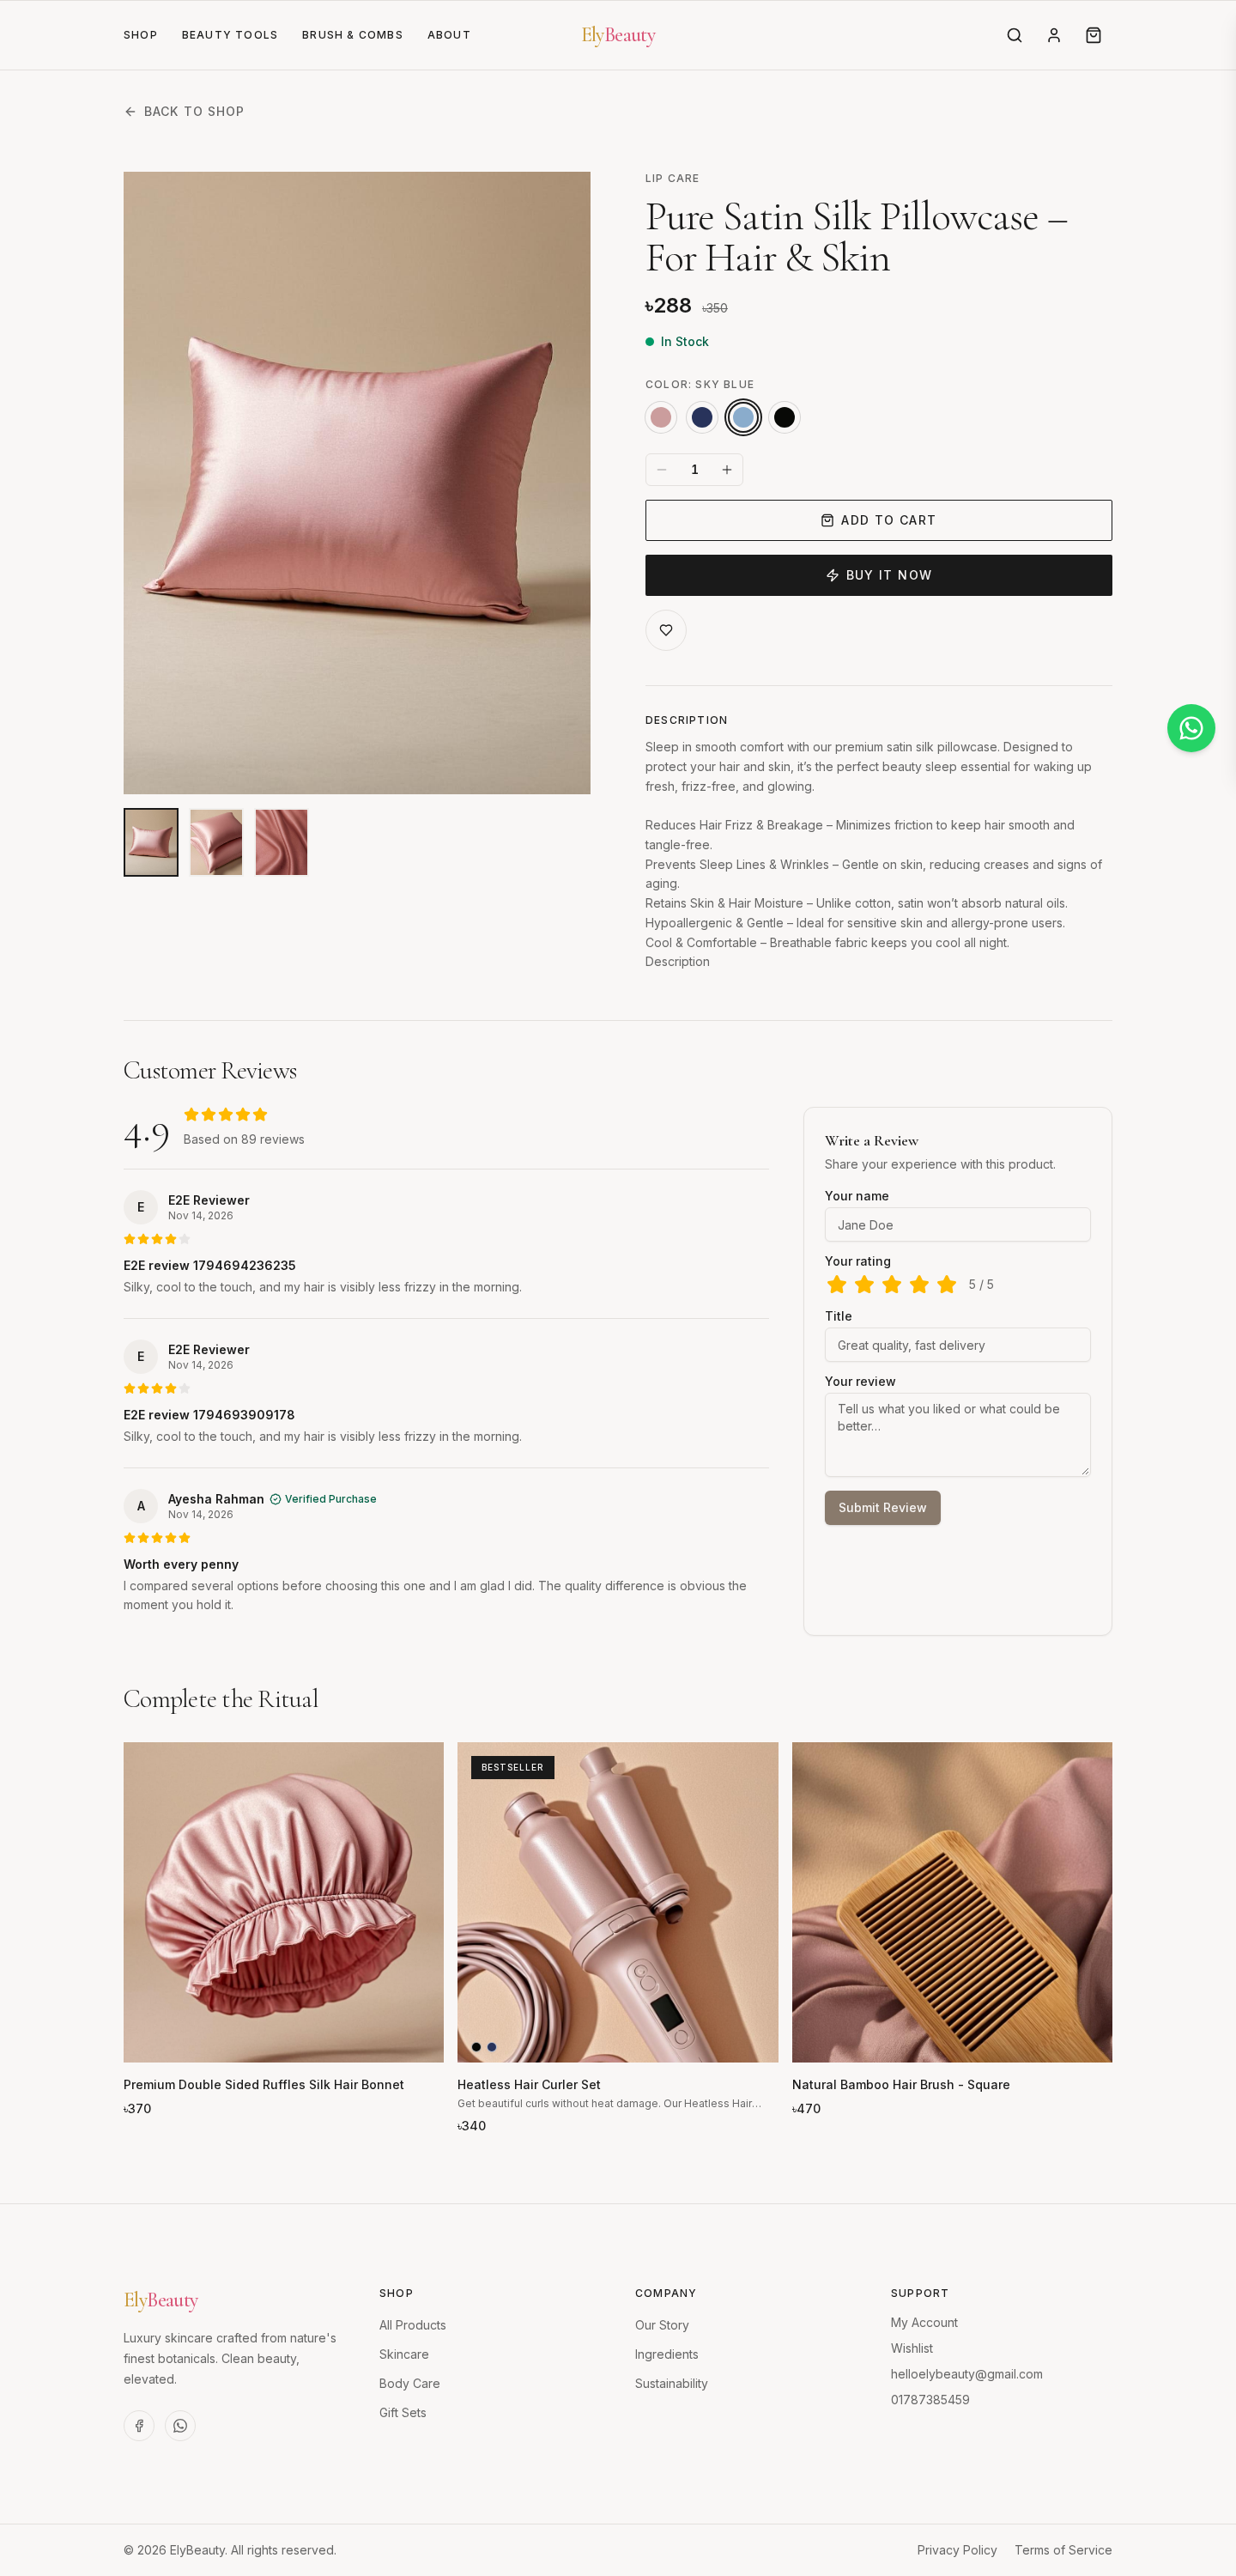 SHOP
BEAUTY TOOLS
BRUSH & COMBS
ABOUT
ElyBeauty
BACK TO SHOP
LIP CARE
Pure Satin Silk Pillowcase –
For Hair & Skin
৳288 ৳350
In Stock
COLOR: SKY BLUE
1
ADD TO CART
BUY IT NOW
DESCRIPTION
Sleep in smooth comfort with our premium satin silk pillowcase. Designed to
protect your hair and skin, it’s the perfect beauty sleep essential for waking up
fresh, frizz-free, and glowing.
Reduces Hair Frizz & Breakage – Minimizes friction to keep hair smooth and
tangle-free.
Prevents Sleep Lines & Wrinkles – Gentle on skin, reducing creases and signs of
aging.
Retains Skin & Hair Moisture – Unlike cotton, satin won’t absorb natural oils.
Hypoallergenic & Gentle – Ideal for sensitive skin and allergy-prone users.
Cool & Comfortable – Breathable fabric keeps you cool all night.
Description
Customer Reviews
4.9
Based on 89 reviews
E
E2E Reviewer
Nov 14, 2026
E2E review 1794694236235
Silky, cool to the touch, and my hair is visibly less frizzy in the morning.
E
E2E Reviewer
Nov 14, 2026
E2E review 1794693909178
Silky, cool to the touch, and my hair is visibly less frizzy in the morning.
A
Ayesha Rahman Verified Purchase
Nov 14, 2026
Worth every penny
I compared several options before choosing this one and I am glad I did. The quality difference is obvious the
moment you hold it.
Write a Review
Share your experience with this product.
Your name
Jane Doe
Your rating
5 / 5
Title
Great quality, fast delivery
Your review
Tell us what you liked or what could be
better…
Submit Review
Complete the Ritual
BESTSELLER
Premium Double Sided Ruffles Silk Hair Bonnet
৳370
Heatless Hair Curler Set
Get beautiful curls without heat damage. Our Heatless Hair…
৳340
Natural Bamboo Hair Brush - Square
৳470
ElyBeauty
Luxury skincare crafted from nature's
finest botanicals. Clean beauty,
elevated.
SHOP
All Products
Skincare
Body Care
Gift Sets
COMPANY
Our Story
Ingredients
Sustainability
SUPPORT
My Account
Wishlist
helloelybeauty@gmail.com
01787385459
© 2026 ElyBeauty. All rights reserved.
Privacy Policy
Terms of Service